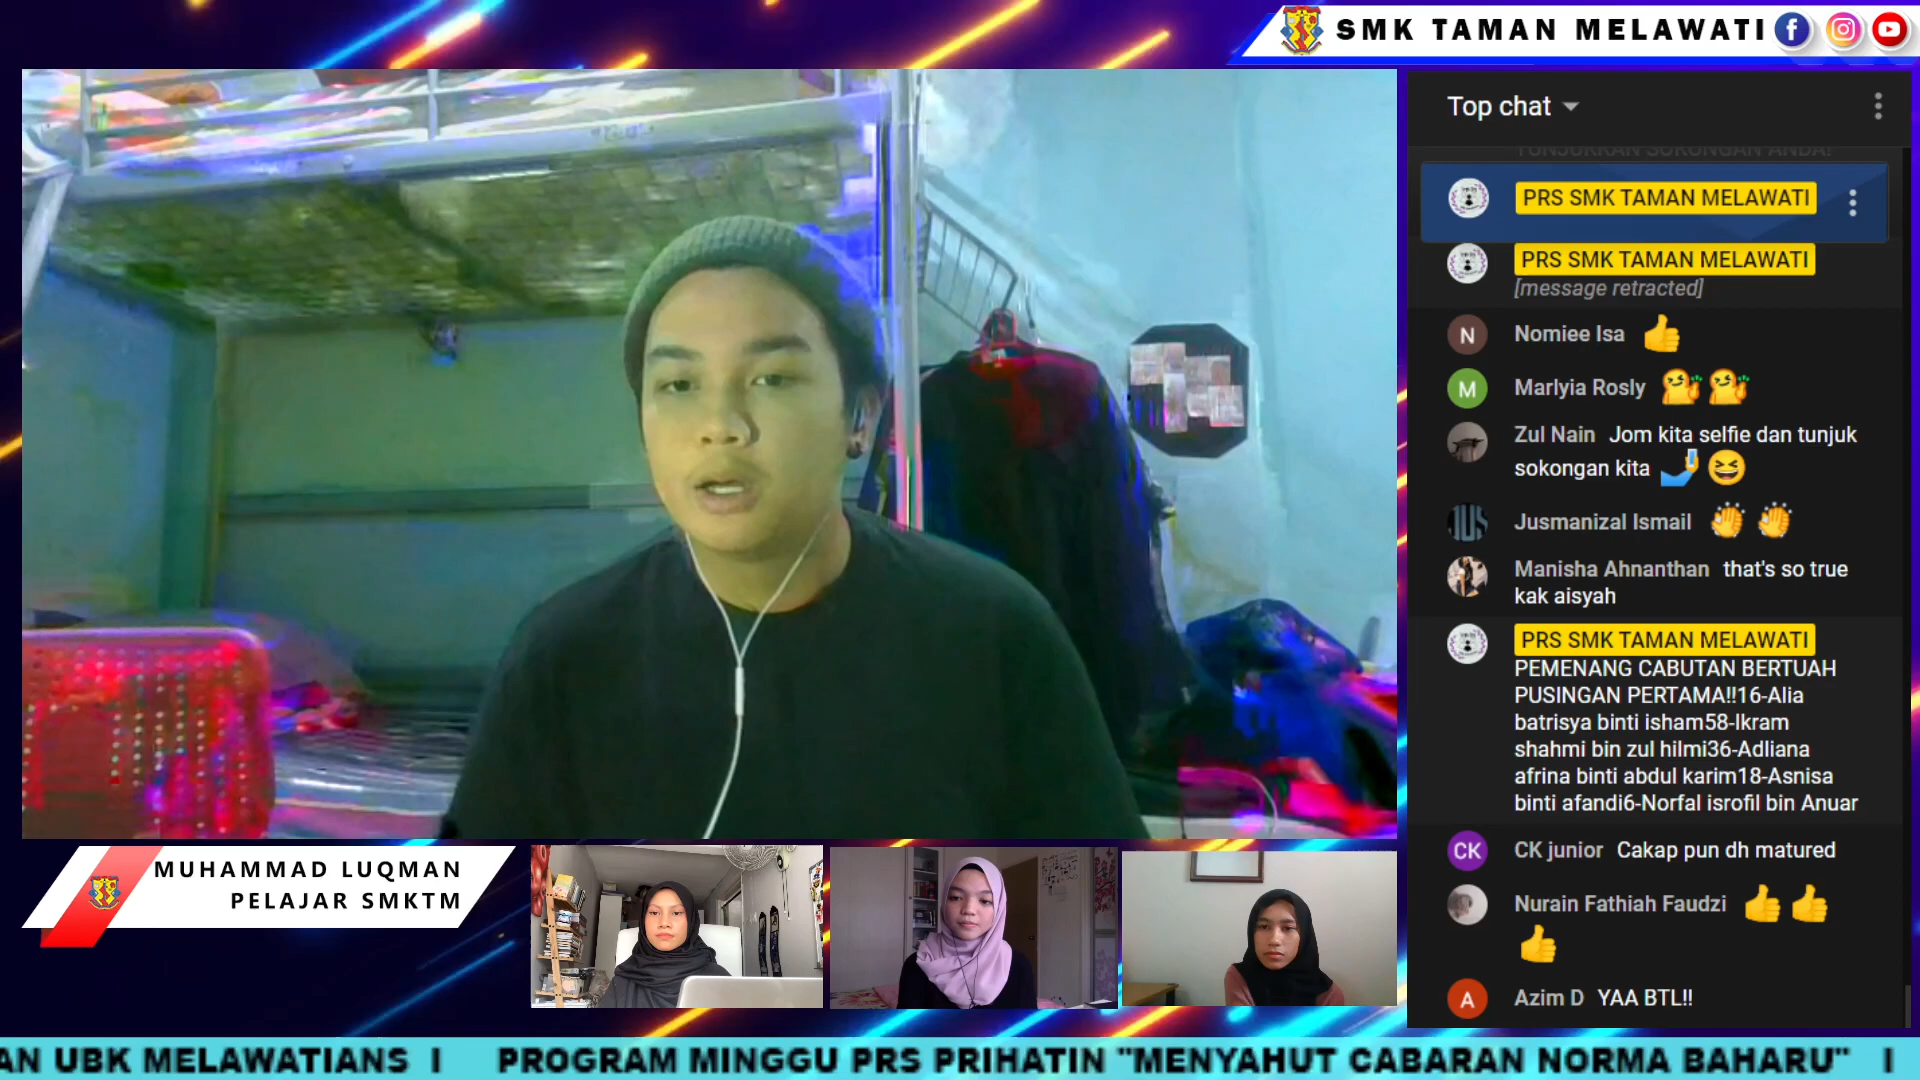 SMK TAMAN MELAWATI
Top chat
TUNJUKKAN SOKONGAN ANDA!
PRS SMK TAMAN MELAWATI
PRS SMK TAMAN MELAWATI
[message retracted]
N Nomiee Isa
M Marlyia Rosly
Zul Nain Jom kita selfie dan tunjuk
sokongan kita
Jusmanizal Ismail
Manisha Ahnanthan that's so true
kak aisyah
PRS SMK TAMAN MELAWATI
PEMENANG CABUTAN BERTUAH
PUSINGAN PERTAMA!!16-Alia
batrisya binti isham58-Ikram
shahmi bin zul hilmi36-Adliana
afrina binti abdul karim18-Asnisa
binti afandi6-Norfal isrofil bin Anuar
CK CK junior Cakap pun dh matured
Nurain Fathiah Faudzi
A Azim D YAA BTL!!
MUHAMMAD LUQMAN
PELAJAR SMKTM
AN UBK MELAWATIANS I PROGRAM MINGGU PRS PRIHATIN "MENYAHUT CABARAN NORMA BAHARU" I